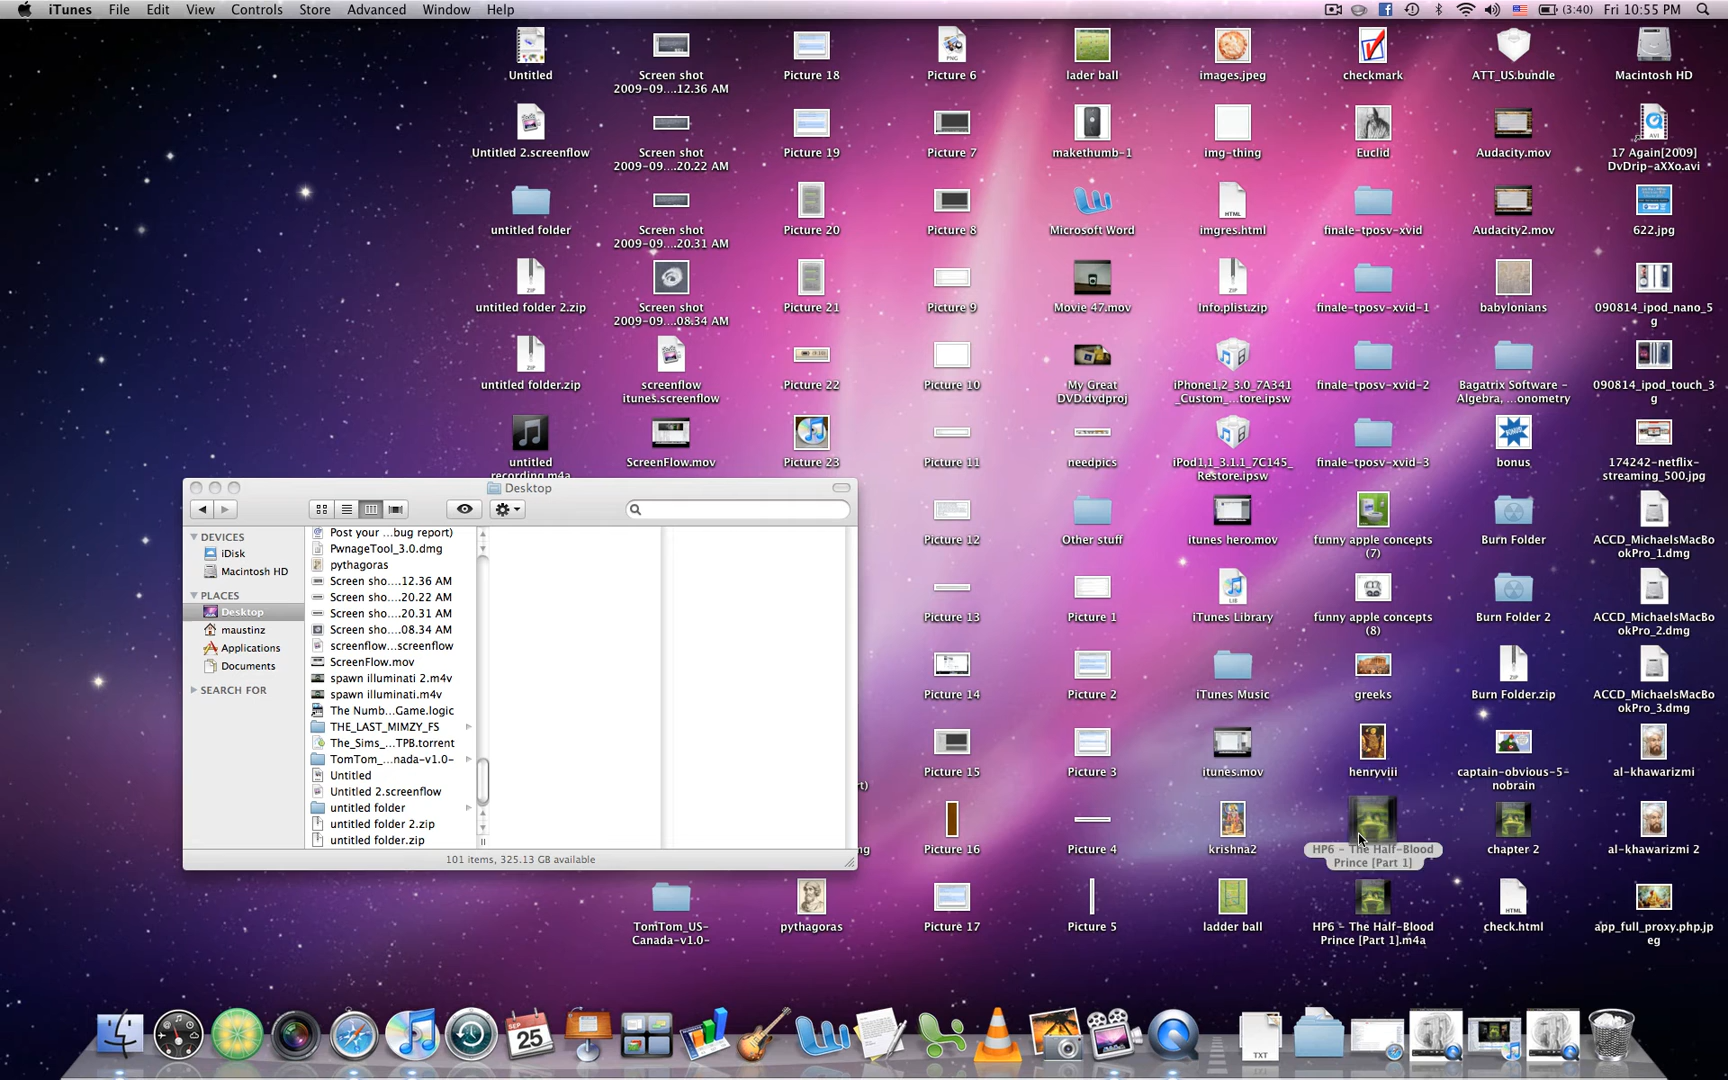 iTunes File Edit View Controls Store Advanced Window Help
(3:40) Fri 10:55 PM
Untitled
Screen shot
2009-09....12.36 AM
Picture 18
Picture 6
lader ball
images.jpeg
checkmark
ATT_US.bundle
Macintosh HD
Untitled 2.screenflow
Screen shot
2009-09....20.22 AM
Picture 19
Picture 7
makethumb-1
img-thing
Euclid
Audacity.mov
17 Again[2009]
DvDrip-aXXo.avi
untitled folder
Screen shot
2009-09....20.31 AM
Picture 20
Picture 8
Microsoft Word
imgres.html
finale-tposv-xvid
Audacity2.mov
622.jpg
untitled folder 2.zip
Screen shot
2009-09....08.34 AM
Picture 21
Picture 9
Movie 47.mov
Info.plist.zip
finale-tposv-xvid-1
babylonians
090814_ipod_nano_5
g
untitled folder.zip
screenflow
itunes.screenflow
Picture 22
Picture 10
My Great
DVD.dvdproj
iPhone1,2_3.0_7A341
_Custom_...tore.ipsw
finale-tposv-xvid-2
Bagatrix Software -
Algebra, ...onometry
090814_ipod_touch_3
g
untitled
recording.m4a
ScreenFlow.mov
Picture 23
Picture 11
needpics
iPod1,1_3.1.1_7C145_
Restore.ipsw
finale-tposv-xvid-3
bonus
174242-netflix-
streaming_500.jpg
Picture 12
Other stuff
itunes hero.mov
funny apple concepts
(7)
Burn Folder
ACCD_MichaelsMacBo
okPro_1.dmg
Picture 13
Picture 1
iTunes Library
funny apple concepts
(8)
Burn Folder 2
ACCD_MichaelsMacBo
okPro_2.dmg
Picture 14
Picture 2
iTunes Music
greeks
Burn Folder.zip
ACCD_MichaelsMacBo
okPro_3.dmg
Picture 15
Picture 3
itunes.mov
henryviii
captain-obvious-5-
nobrain
al-khawarizmi
Picture 16
Picture 4
krishna2
HP6 - The Half-Blood
Prince [Part 1]
chapter 2
al-khawarizmi 2
TomTom_US-
Canada-v1.0-
pythagoras
Picture 17
Picture 5
ladder ball
HP6 - The Half-Blood
Prince [Part 1].m4a
check.html
app_full_proxy.php.jp
eg
Desktop
DEVICES
iDisk
Macintosh HD
PLACES
Desktop
maustinz
Applications
Documents
SEARCH FOR
Post your ...bug report)
PwnageTool_3.0.dmg
pythagoras
Screen sho....12.36 AM
Screen sho....20.22 AM
Screen sho....20.31 AM
Screen sho....08.34 AM
screenflow...screenflow
ScreenFlow.mov
spawn illuminati 2.m4v
spawn illuminati.m4v
The Numb...Game.logic
THE_LAST_MIMZY_FS
The_Sims_...TPB.torrent
TomTom_...nada-v1.0-
Untitled
Untitled 2.screenflow
untitled folder
untitled folder 2.zip
untitled folder.zip
101 items, 325.13 GB available
SEP
25
TXT